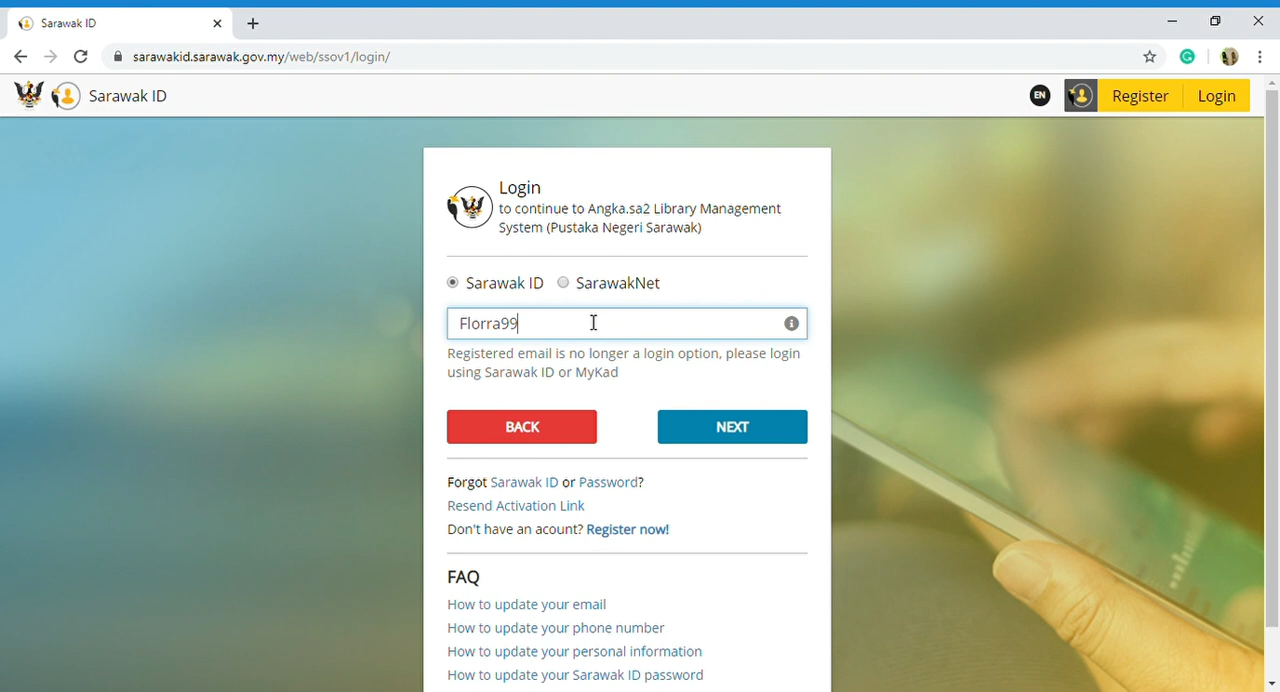 Sarawak ID
sarawakid.sarawak.gov.my/web/ssov1/login/
Sarawak ID
EN
Register
Login
Login
to continue to Angka.sa2 Library Management
System (Pustaka Negeri Sarawak)
Sarawak ID SarawakNet
Florra99
Registered email is no longer a login option, please login
using Sarawak ID or MyKad
BACK
NEXT
Forgot Sarawak ID or Password?
Resend Activation Link
Don't have an acount? Register now!
FAQ
How to update your email
How to update your phone number
How to update your personal information
How to update your Sarawak ID password